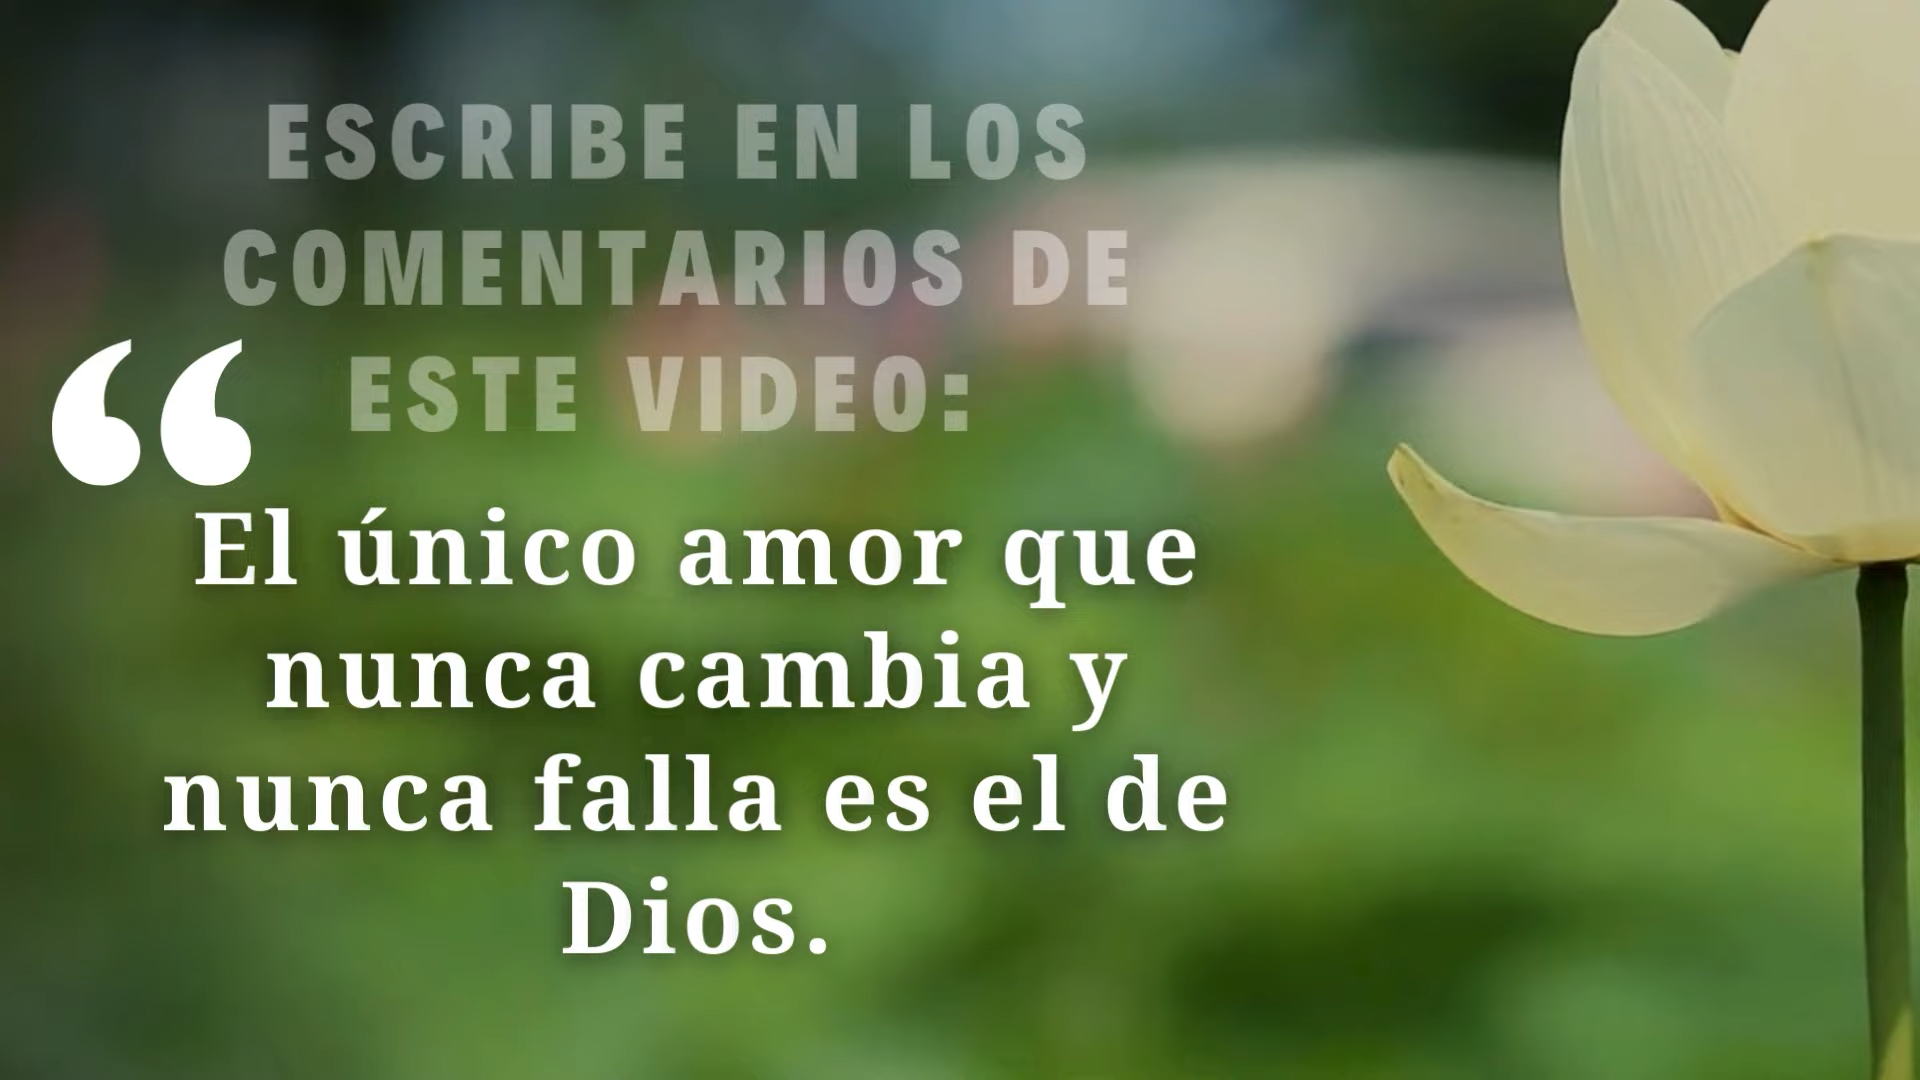 ESCRIBE EN LOS
COMENTARIOS DE
ESTE VIDEO:
“
El único amor que
nunca cambia y
nunca falla es el de
Dios.